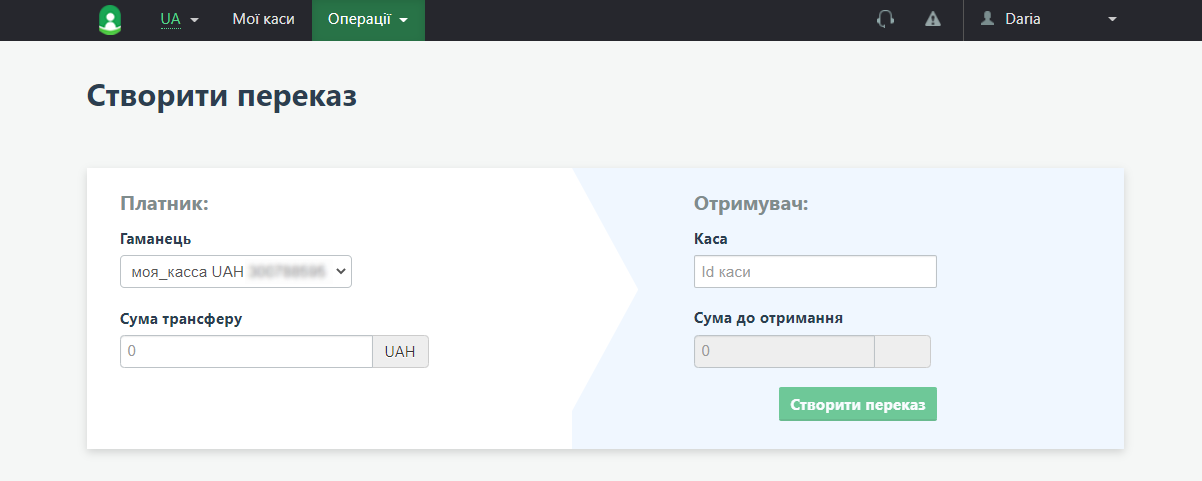 UA Мої каси Операції Daria
Створити переказ
Платник:
Гаманець
моя_касса UAH
Сума трансферу
0 UAH
Отримувач:
Каса
Id каси
Сума до отримання
0
Створити переказ